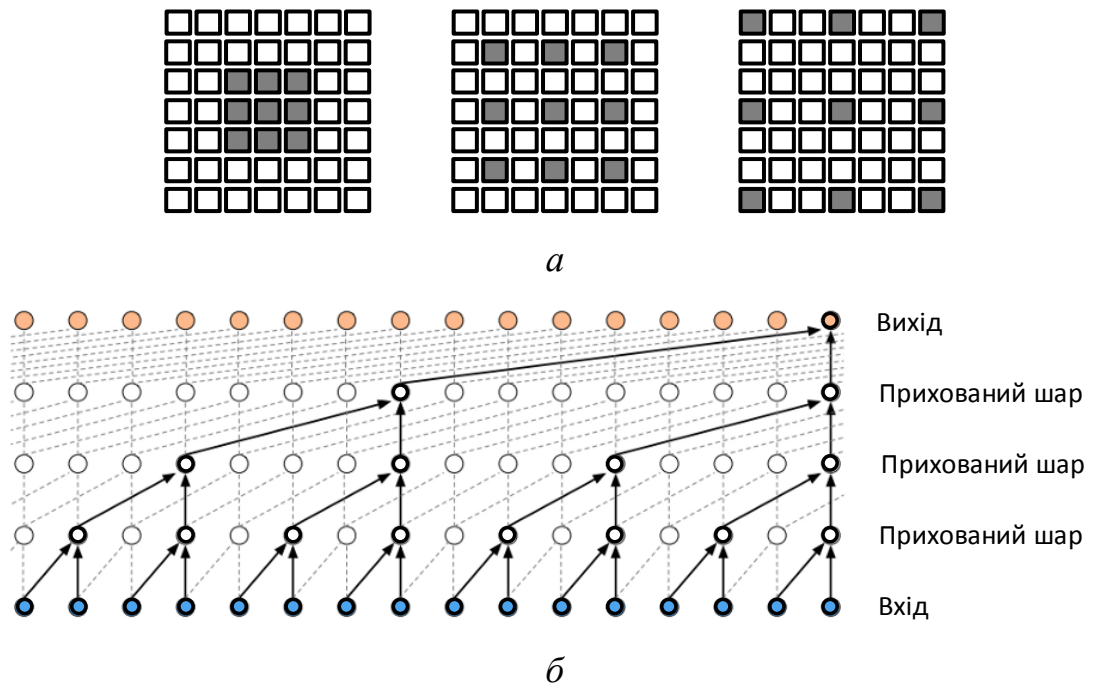 а
Вихід
Прихований шар
Прихований шар
Прихований шар
Вхід
б